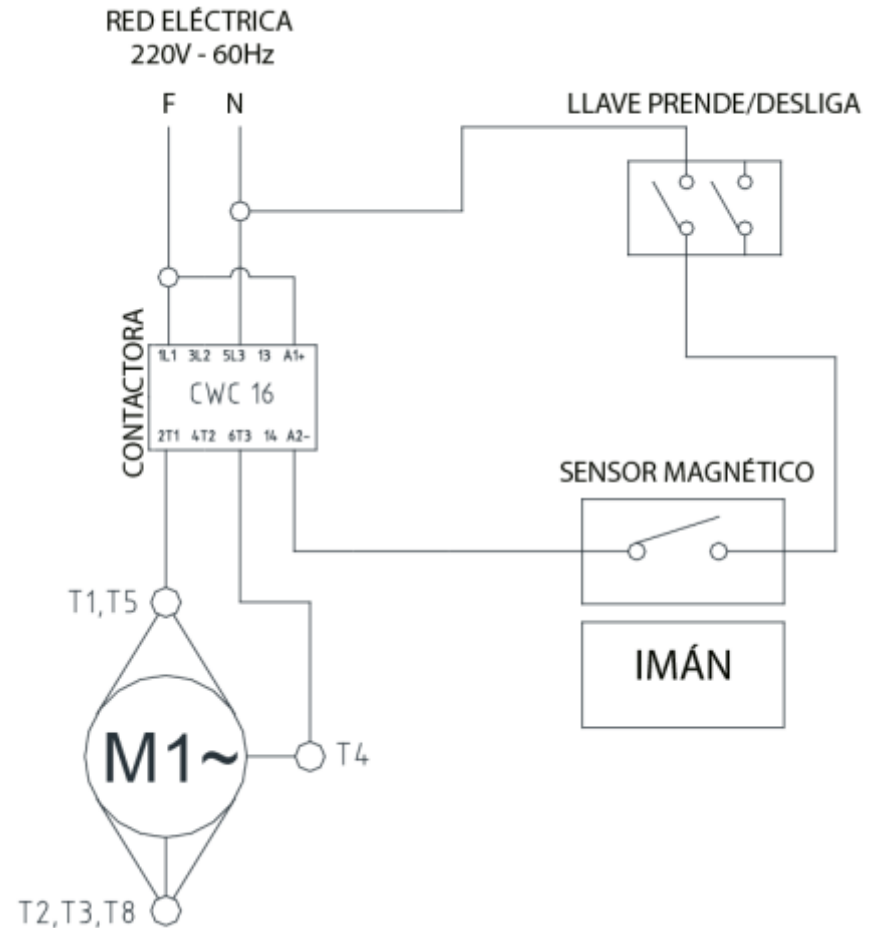 RED ELÉCTRICA
220V - 60Hz
F N
LLAVE PRENDE/DESLIGA
CONTACTORA
1L1 3L2 5L3 13 A1+
CWC 16
2T1 4T2 6T3 14 A2-
SENSOR MAGNÉTICO
IMÁN
T1,T5
M1~
T4
T2,T3,T8